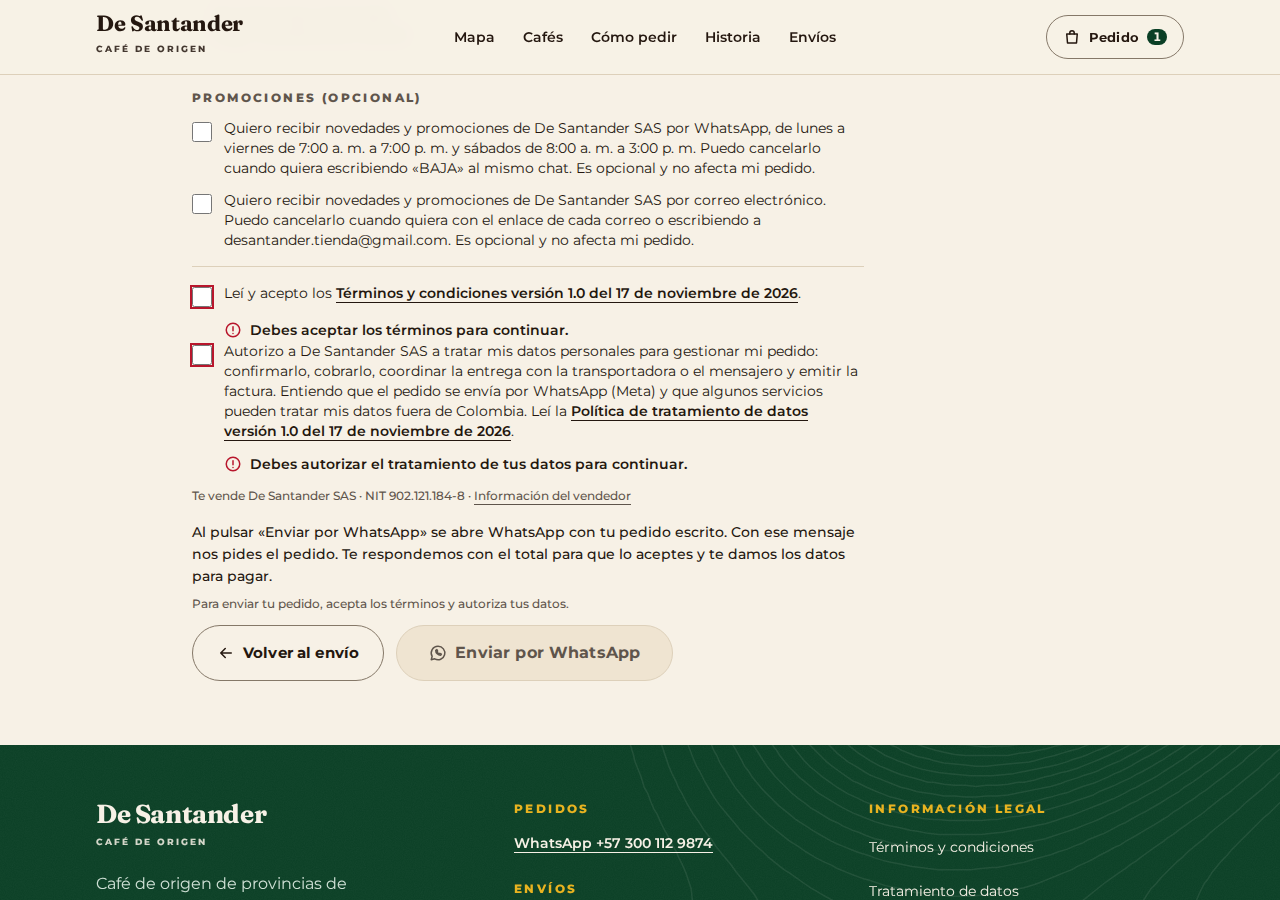 De Santander
CAFÉ DE ORIGEN
Mapa
Cafés
Cómo pedir
Historia
Envíos
Pedido 1
PROMOCIONES (OPCIONAL)
Quiero recibir novedades y promociones de De Santander SAS por WhatsApp, de lunes a
viernes de 7:00 a. m. a 7:00 p. m. y sábados de 8:00 a. m. a 3:00 p. m. Puedo cancelarlo
cuando quiera escribiendo «BAJA» al mismo chat. Es opcional y no afecta mi pedido.
Quiero recibir novedades y promociones de De Santander SAS por correo electrónico.
Puedo cancelarlo cuando quiera con el enlace de cada correo o escribiendo a
desantander.tienda@gmail.com. Es opcional y no afecta mi pedido.
Leí y acepto los Términos y condiciones versión 1.0 del 17 de noviembre de 2026.
Debes aceptar los términos para continuar.
Autorizo a De Santander SAS a tratar mis datos personales para gestionar mi pedido:
confirmarlo, cobrarlo, coordinar la entrega con la transportadora o el mensajero y emitir la
factura. Entiendo que el pedido se envía por WhatsApp (Meta) y que algunos servicios
pueden tratar mis datos fuera de Colombia. Leí la Política de tratamiento de datos
versión 1.0 del 17 de noviembre de 2026.
Debes autorizar el tratamiento de tus datos para continuar.
Te vende De Santander SAS · NIT 902.121.184-8 · Información del vendedor
Al pulsar «Enviar por WhatsApp» se abre WhatsApp con tu pedido escrito. Con ese mensaje
nos pides el pedido. Te respondemos con el total para que lo aceptes y te damos los datos
para pagar.
Para enviar tu pedido, acepta los términos y autoriza tus datos.
Volver al envío
Enviar por WhatsApp
De Santander
CAFÉ DE ORIGEN
Café de origen de provincias de
PEDIDOS
WhatsApp +57 300 112 9874
ENVÍOS
INFORMACIÓN LEGAL
Términos y condiciones
Tratamiento de datos